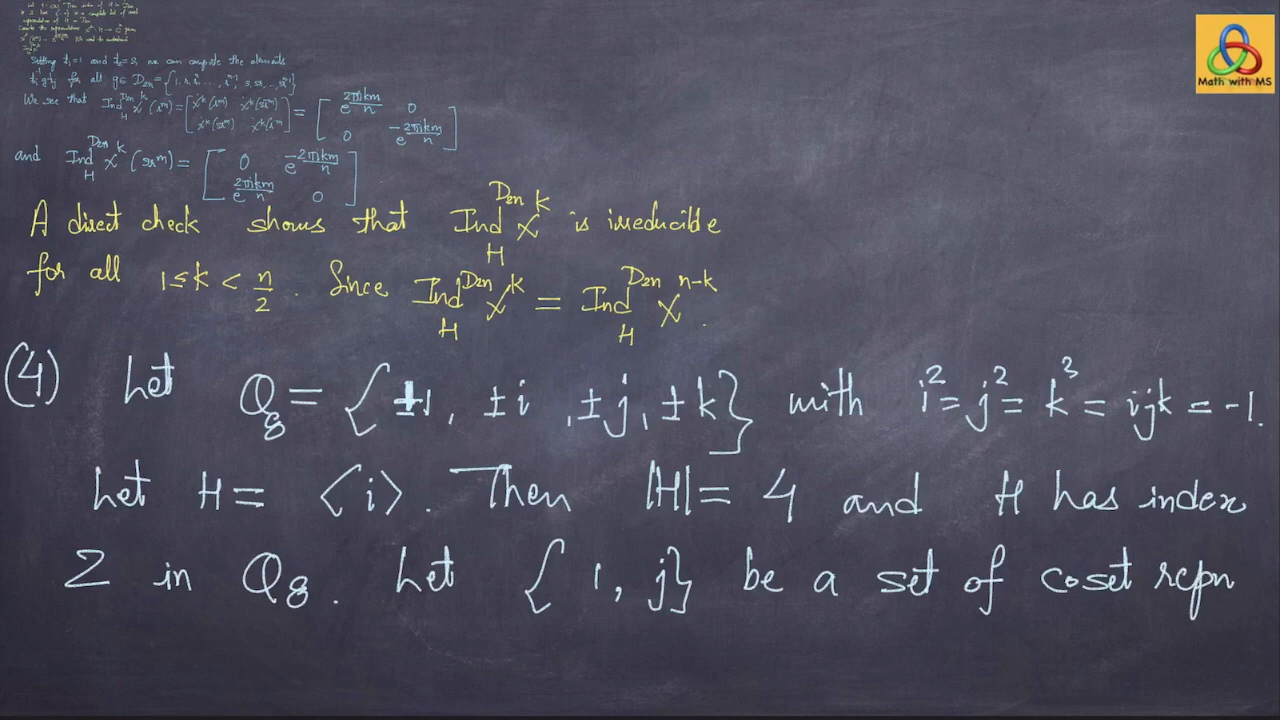 Setting t₁=1 and t₂=s, we can compute the elements
for all g ∈ D₂ₙ = {1, r, r², ..., rⁿ⁻¹, s, sr, ..., srⁿ⁻¹}
We see that Ind_H^{D₂ₙ} χ^k (r^m) = [χ^k(r^m) χ^k(sr^m) ; χ^k(sr^m) χ^k(r^m)] = [e^{2πikm/n} 0 ; 0 e^{-2πikm/n}]
and Ind_H^{D₂ₙ} χ^k (sr^m) = [0 e^{-2πikm/n} ; e^{2πikm/n} 0]
A direct check shows that Ind_H^{D₂ₙ} χ^k is irreducible
for all 1 ≤ k < n/2. Since Ind_H^{D₂ₙ} χ^k = Ind_H^{D₂ₙ} χ^{n-k}.
(4) Let Q₈ = {±1, ±i, ±j, ±k} with i² = j² = k³ = ijk = -1.
Let H = <i>. Then |H| = 4 and H has index
2 in Q₈. Let {1, j} be a set of coset repn
Math with MS